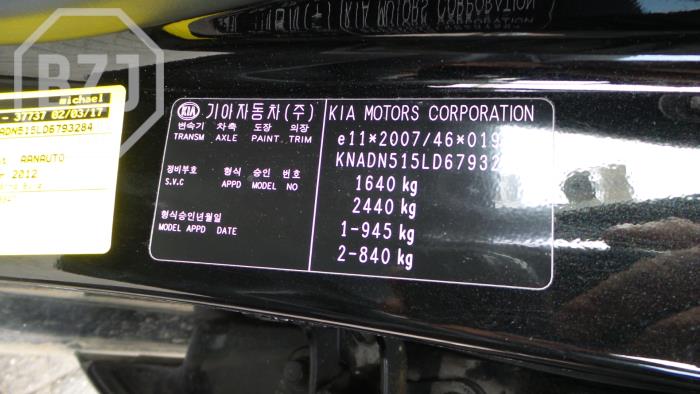 BZJ
michael
- 37737 02/03/17
ADN515LD6793284
AANAUTO
2012
KIA 기아자동차(주)
변속기 차축 도장 의장
TRANSM AXLE PAINT TRIM
정비부호 형식 승인 번호
S.V.C APPD MODEL NO
형식승인년월일
MODEL APPD DATE
KIA MOTORS CORPORATION
e11*2007/46*019
KNADN515LD67932
1640 kg
2440 kg
1-945 kg
2-840 kg